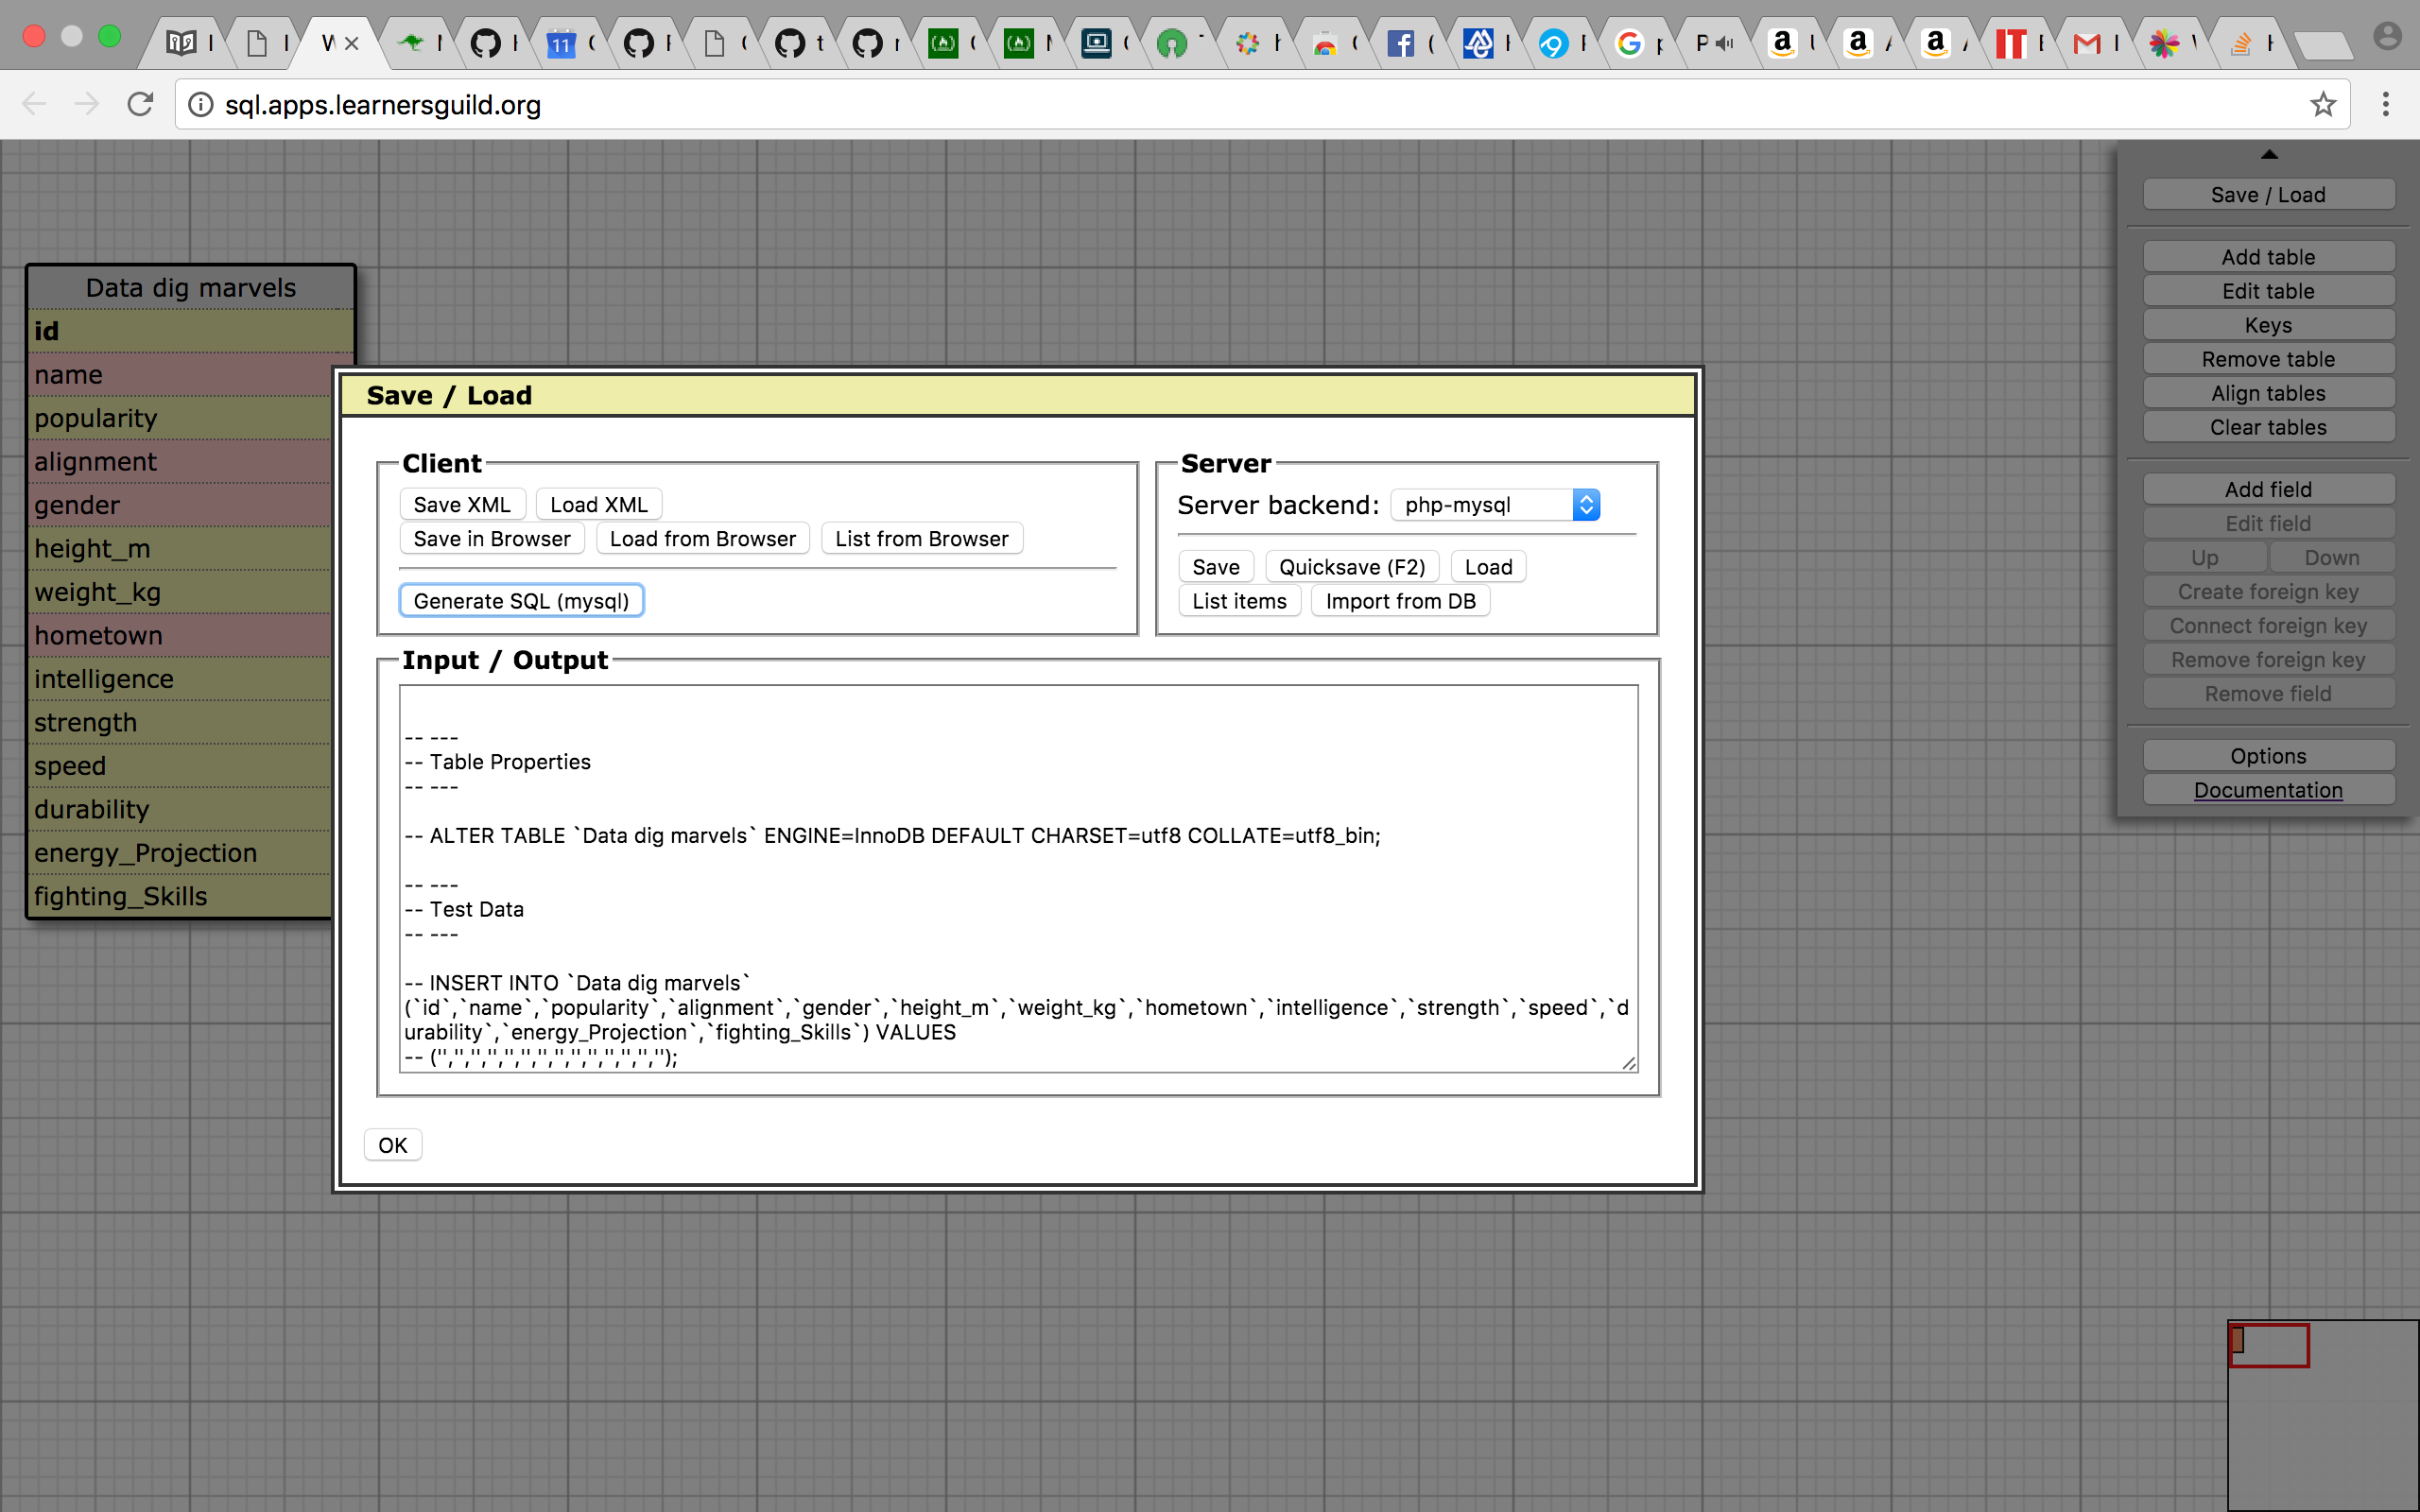 sql.apps.learnersguild.org
Data dig marvels
id
name
popularity
alignment
gender
height_m
weight_kg
hometown
intelligence
strength
speed
durability
energy_Projection
fighting_Skills
Save / Load
Client
Save XML Load XML
Save in Browser Load from Browser List from Browser
Generate SQL (mysql)
Server
Server backend: php-mysql
Save Quicksave (F2) Load
List items Import from DB
Input / Output
-- ---
-- Table Properties
-- ---
-- ALTER TABLE `Data dig marvels` ENGINE=InnoDB DEFAULT CHARSET=utf8 COLLATE=utf8_bin;
-- ---
-- Test Data
-- ---
-- INSERT INTO `Data dig marvels`
(`id`,`name`,`popularity`,`alignment`,`gender`,`height_m`,`weight_kg`,`hometown`,`intelligence`,`strength`,`speed`,`d
urability`,`energy_Projection`,`fighting_Skills`) VALUES
-- ('','','','','','','','','','','','','','');
OK
Save / Load
Add table
Edit table
Keys
Remove table
Align tables
Clear tables
Add field
Edit field
Up Down
Create foreign key
Connect foreign key
Remove foreign key
Remove field
Options
Documentation